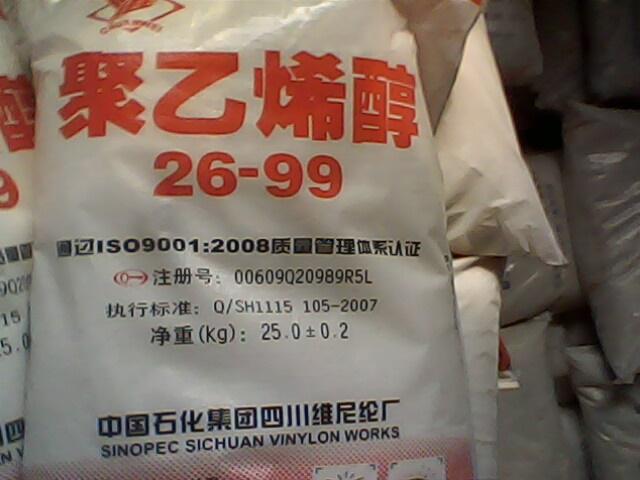 聚乙烯醇
26-99
通过ISO9001:2008质量管理体系认证
注册号: 00609Q20989R5L
执行标准: Q/SH1115 105-2007
净重(Kg): 25.0±0.2
中国石化集团四川维尼纶厂
SINOPEC SICHUAN VINYLON WORKS